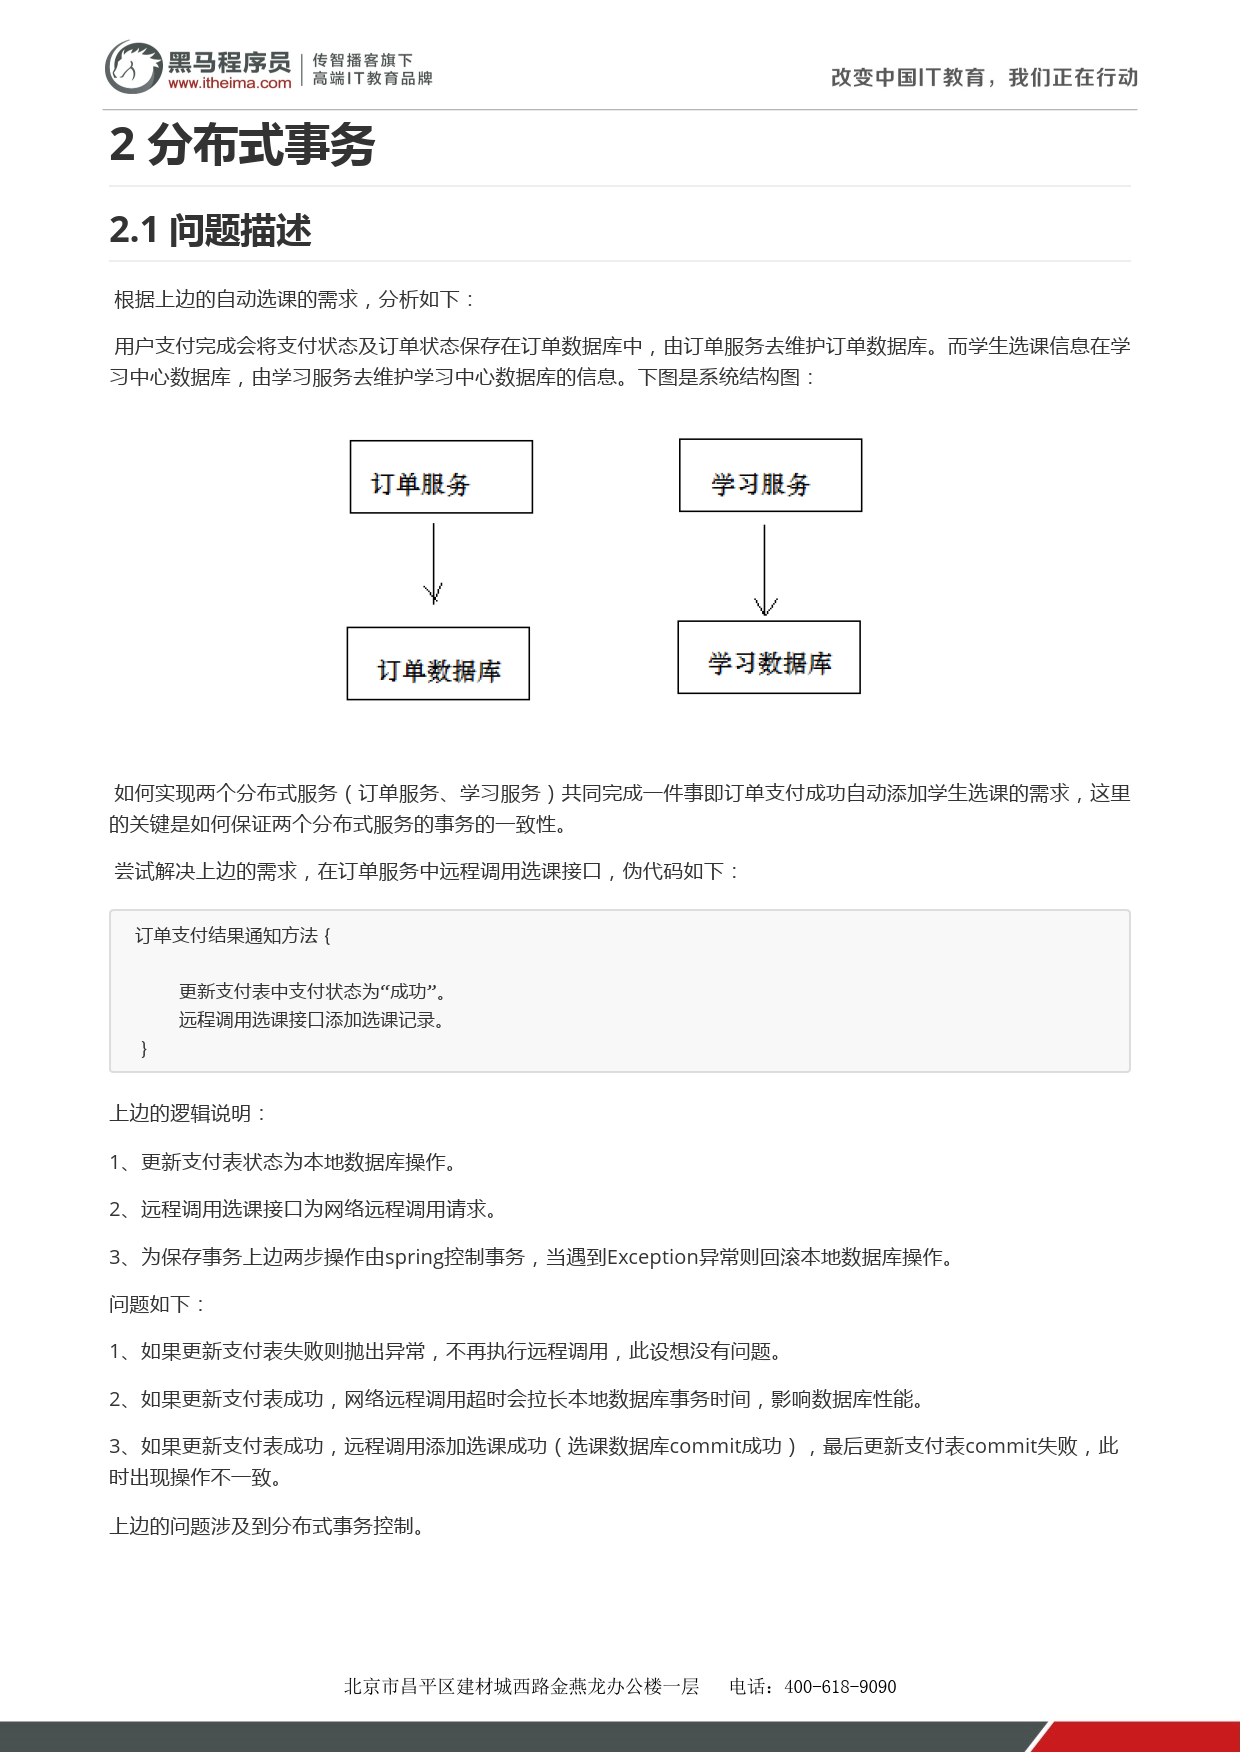 黑马程序员
www.itheima.com
传智播客旗下
高端IT教育品牌
改变中国IT教育，我们正在行动
2 分布式事务
2.1 问题描述
根据上边的自动选课的需求，分析如下：
用户支付完成会将支付状态及订单状态保存在订单数据库中，由订单服务去维护订单数据库。而学生选课信息在学
习中心数据库，由学习服务去维护学习中心数据库的信息。下图是系统结构图：
订单服务
学习服务
订单数据库
学习数据库
如何实现两个分布式服务（订单服务、学习服务）共同完成一件事即订单支付成功自动添加学生选课的需求，这里
的关键是如何保证两个分布式服务的事务的一致性。
尝试解决上边的需求，在订单服务中远程调用选课接口，伪代码如下：
订单支付结果通知方法｛
更新支付表中支付状态为“成功”。
远程调用选课接口添加选课记录。
｝
上边的逻辑说明：
1、更新支付表状态为本地数据库操作。
2、远程调用选课接口为网络远程调用请求。
3、为保存事务上边两步操作由spring控制事务，当遇到Exception异常则回滚本地数据库操作。
问题如下：
1、如果更新支付表失败则抛出异常，不再执行远程调用，此设想没有问题。
2、如果更新支付表成功，网络远程调用超时会拉长本地数据库事务时间，影响数据库性能。
3、如果更新支付表成功，远程调用添加选课成功（选课数据库commit成功），最后更新支付表commit失败，此
时出现操作不一致。
上边的问题涉及到分布式事务控制。
北京市昌平区建材城西路金燕龙办公楼一层 电话：400-618-9090